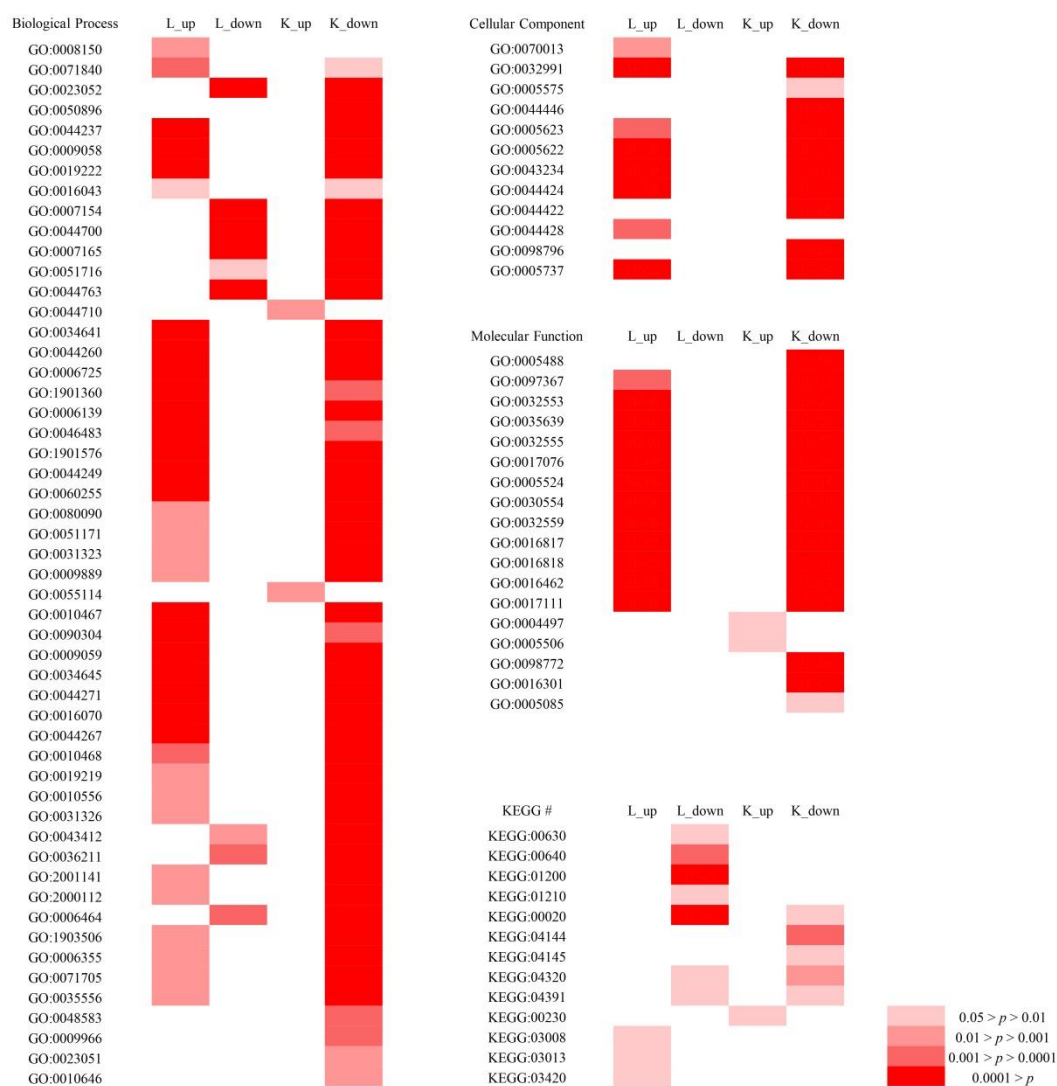 Biological Process L_up L_down K_up K_down
GO:0008150
GO:0071840
GO:0023052
GO:0050896
GO:0044237
GO:0009058
GO:0019222
GO:0016043
GO:0007154
GO:0044700
GO:0007165
GO:0051716
GO:0044763
GO:0044710
GO:0034641
GO:0044260
GO:0006725
GO:1901360
GO:0006139
GO:0046483
GO:1901576
GO:0044249
GO:0060255
GO:0080090
GO:0051171
GO:0031323
GO:0009889
GO:0055114
GO:0010467
GO:0090304
GO:0009059
GO:0034645
GO:0044271
GO:0016070
GO:0044267
GO:0010468
GO:0019219
GO:0010556
GO:0031326
GO:0043412
GO:0036211
GO:2001141
GO:2000112
GO:0006464
GO:1903506
GO:0006355
GO:0071705
GO:0035556
GO:0048583
GO:0009966
GO:0023051
GO:0010646
Cellular Component L_up L_down K_up K_down
GO:0070013
GO:0032991
GO:0005575
GO:0044446
GO:0005623
GO:0005622
GO:0043234
GO:0044424
GO:0044422
GO:0044428
GO:0098796
GO:0005737
Molecular Function L_up L_down K_up K_down
GO:0005488
GO:0097367
GO:0032553
GO:0035639
GO:0032555
GO:0017076
GO:0005524
GO:0030554
GO:0032559
GO:0016817
GO:0016818
GO:0016462
GO:0017111
GO:0004497
GO:0005506
GO:0098772
GO:0016301
GO:0005085
KEGG # L_up L_down K_up K_down
KEGG:00630
KEGG:00640
KEGG:01200
KEGG:01210
KEGG:00020
KEGG:04144
KEGG:04145
KEGG:04320
KEGG:04391
KEGG:00230
KEGG:03008
KEGG:03013
KEGG:03420
0.05 > p > 0.01
0.01 > p > 0.001
0.001 > p > 0.0001
0.0001 > p